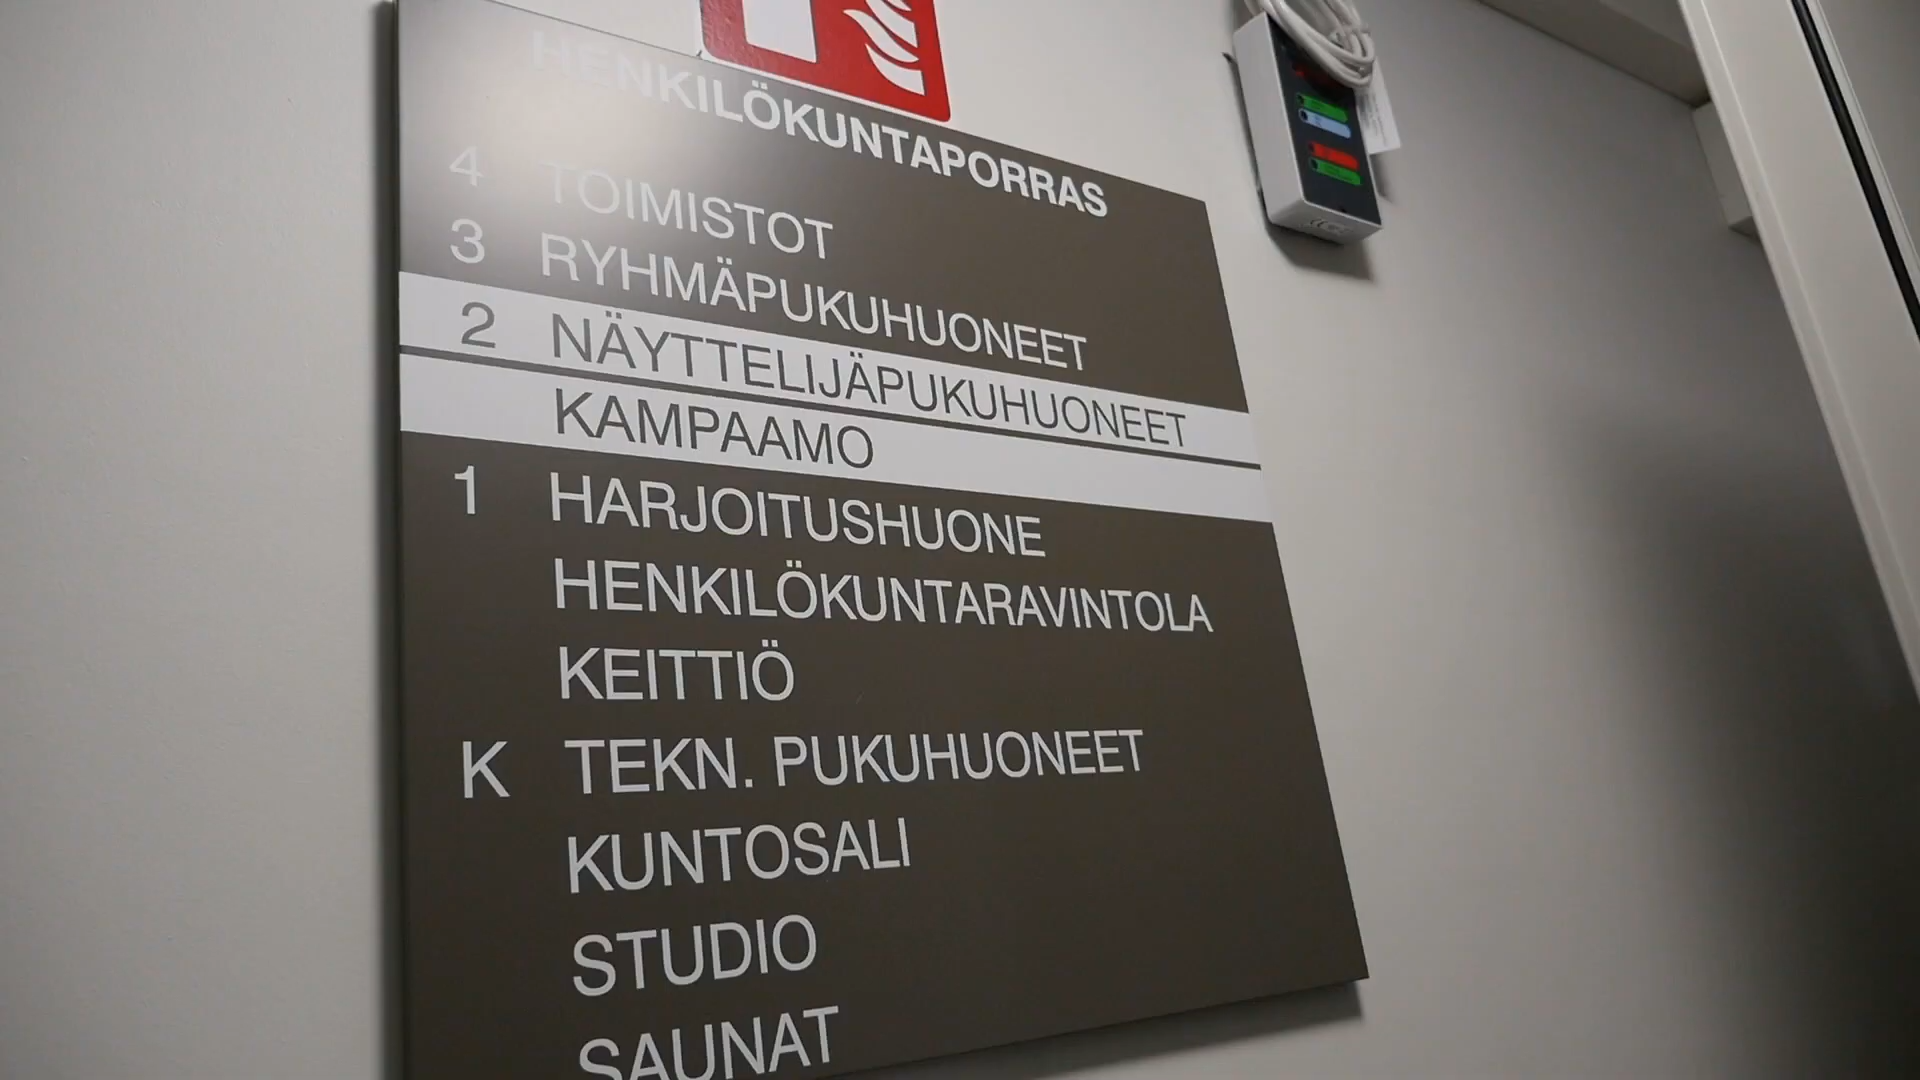 HENKILÖKUNTAPORRAS
4 TOIMISTOT
3 RYHMÄPUKUHUONEET
2 NÄYTTELIJÄPUKUHUONEET
KAMPAAMO
1 HARJOITUSHUONE
HENKILÖKUNTARAVINTOLA
KEITTIÖ
K TEKN. PUKUHUONEET
KUNTOSALI
STUDIO
SAUNAT